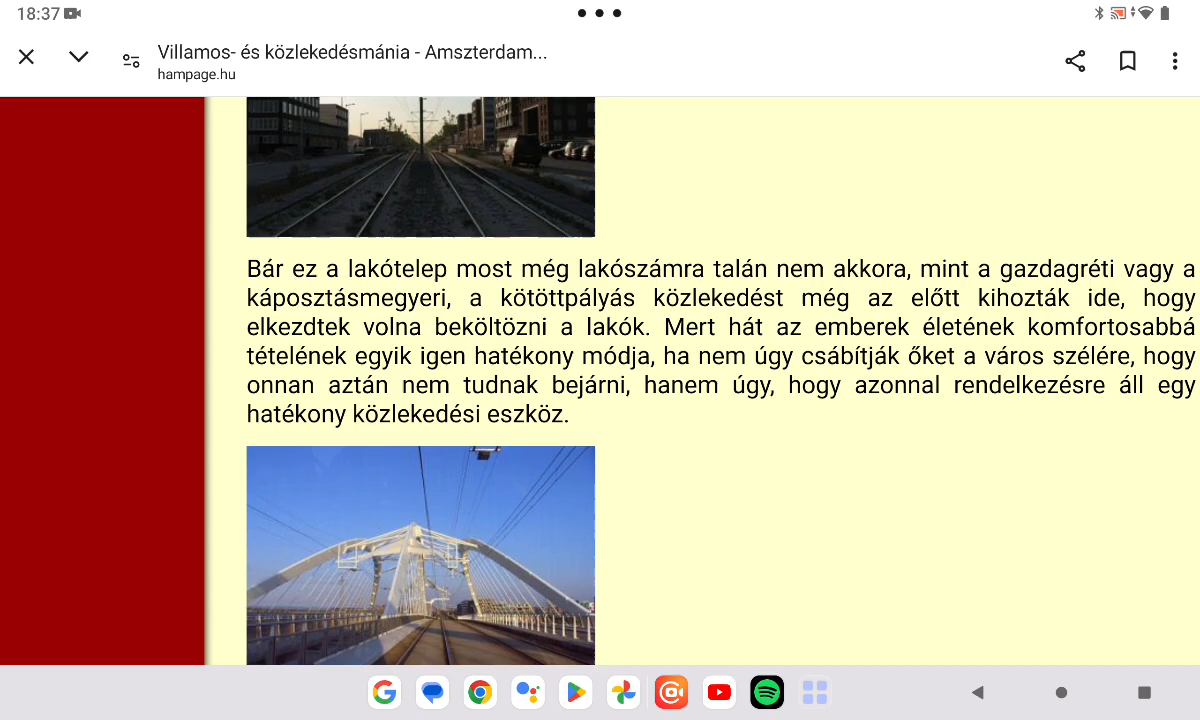 18:37
Villamos- és közlekedésmánia - Amszterdam...
hampage.hu
Bár ez a lakótelep most még lakószámra talán nem akkora, mint a gazdagréti vagy a
káposztásmegyeri, a kötöttpályás közlekedést még az előtt kihozták ide, hogy
elkezdtek volna beköltözni a lakók. Mert hát az emberek életének komfortosabbá
tételének egyik igen hatékony módja, ha nem úgy csábítják őket a város szélére, hogy
onnan aztán nem tudnak bejárni, hanem úgy, hogy azonnal rendelkezésre áll egy
hatékony közlekedési eszköz.